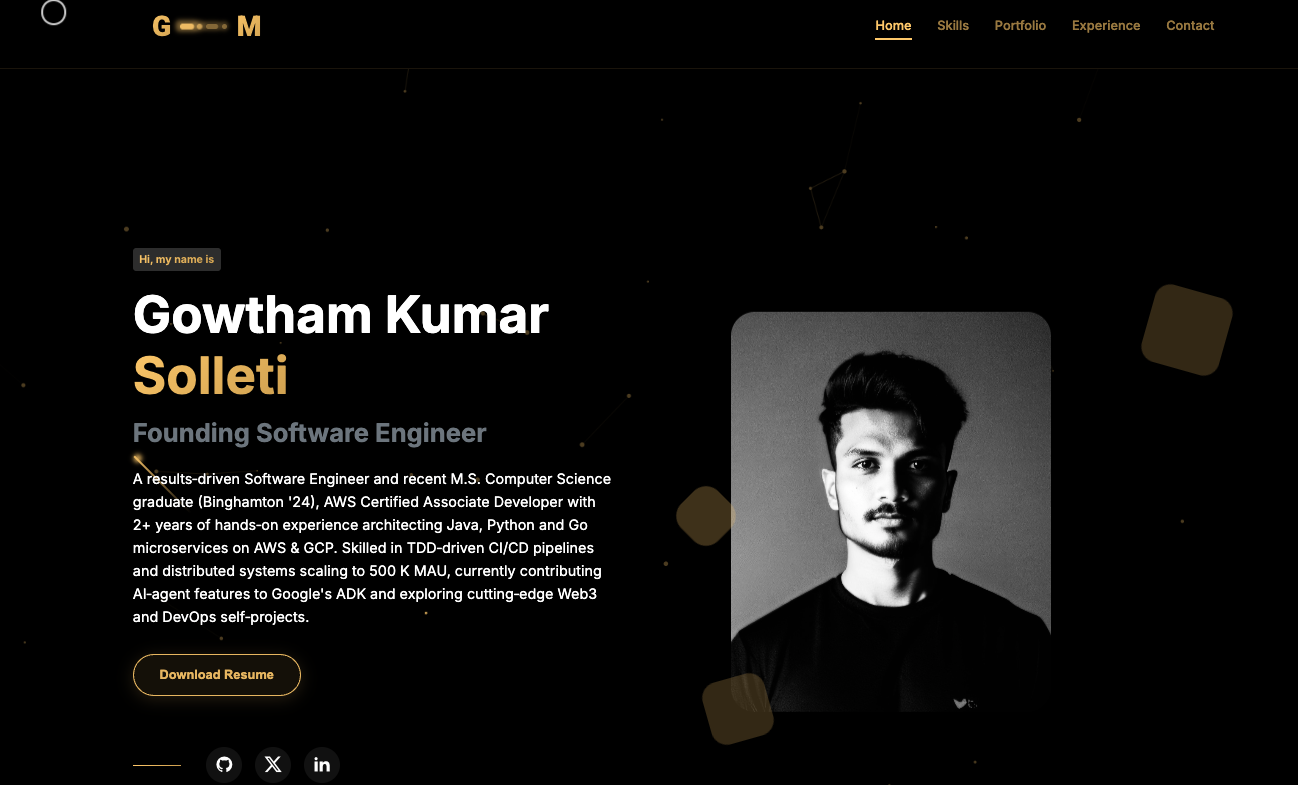 G M
Home Skills Portfolio Experience Contact
Hi, my name is
Gowtham Kumar
Solleti
Founding Software Engineer
A results-driven Software Engineer and recent M.S. Computer Science
graduate (Binghamton '24), AWS Certified Associate Developer with
2+ years of hands-on experience architecting Java, Python and Go
microservices on AWS & GCP. Skilled in TDD-driven CI/CD pipelines
and distributed systems scaling to 500 K MAU, currently contributing
AI-agent features to Google's ADK and exploring cutting-edge Web3
and DevOps self-projects.
Download Resume